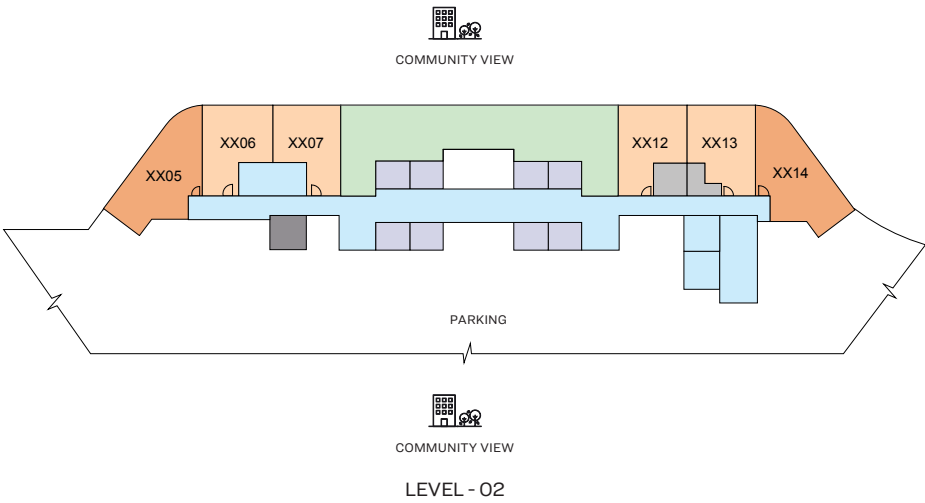 COMMUNITY VIEW
XX06
XX07
XX12
XX13
XX05
XX14
PARKING
COMMUNITY VIEW
LEVEL - 02